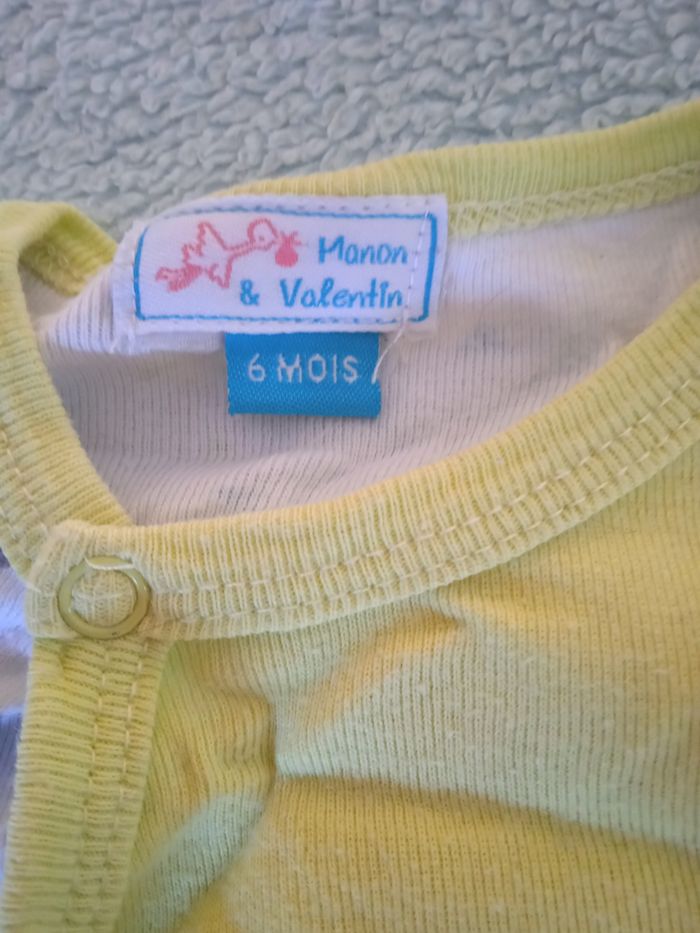 Manon
& Valentin
6 MOIS